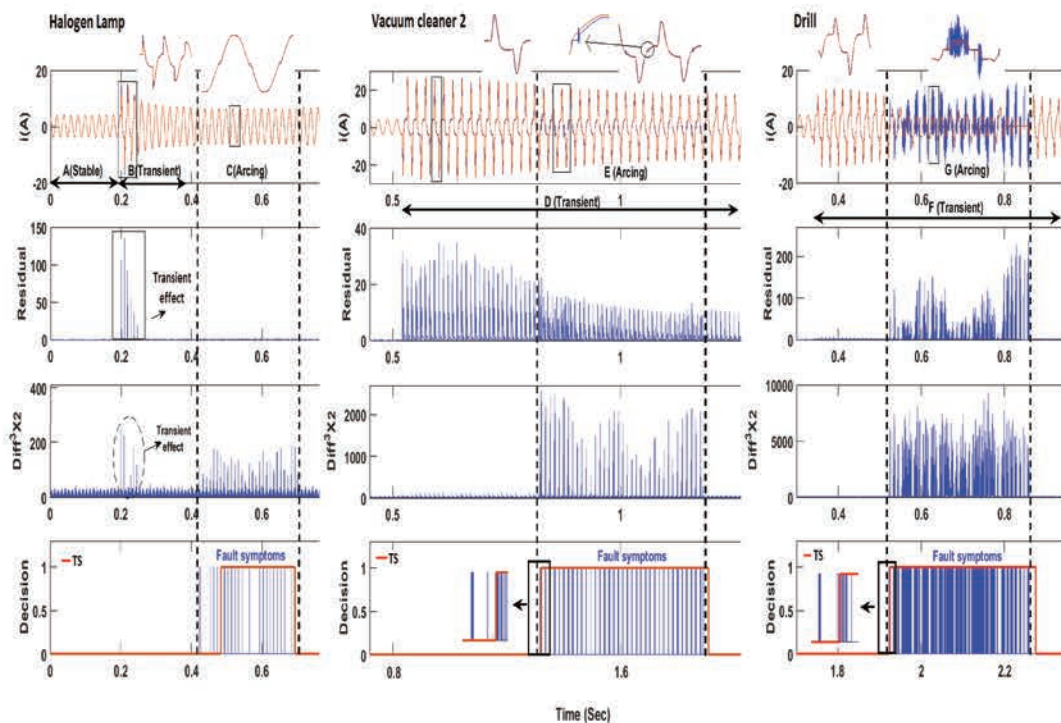 Halogen Lamp
Vacuum cleaner 2
Drill
i(A)
20
0
-20
A(Stable)
B(Transient)
C(Arcing)
0 0.2 0.4 0.6
i(A)
20
0
-20
E (Arcing)
0.5 1
D (Transient)
i(A)
20
0
-20
G (Arcing)
0.4 0.6 0.8
F (Transient)
Residual
150
100
50
0
Transient
effect
0 0.2 0.4 0.6
Residual
40
20
0
0.5 1
Residual
200
100
0
0.4 0.6 0.8
Diff³X2
400
200
0
Transient
effect
0 0.2 0.4 0.6
Diff³X2
2000
1000
0
0.5 1
Diff³X2
10000
5000
0
0.4 0.6 0.8
Decision
1
0.5
0
TS
Fault symptoms
0 0.2 0.4 0.6
Decision
1
0.5
0
TS
Fault symptoms
0.8 1.6
Decision
1
0.5
0
TS
Fault symptoms
1.8 2 2.2
Time (Sec)